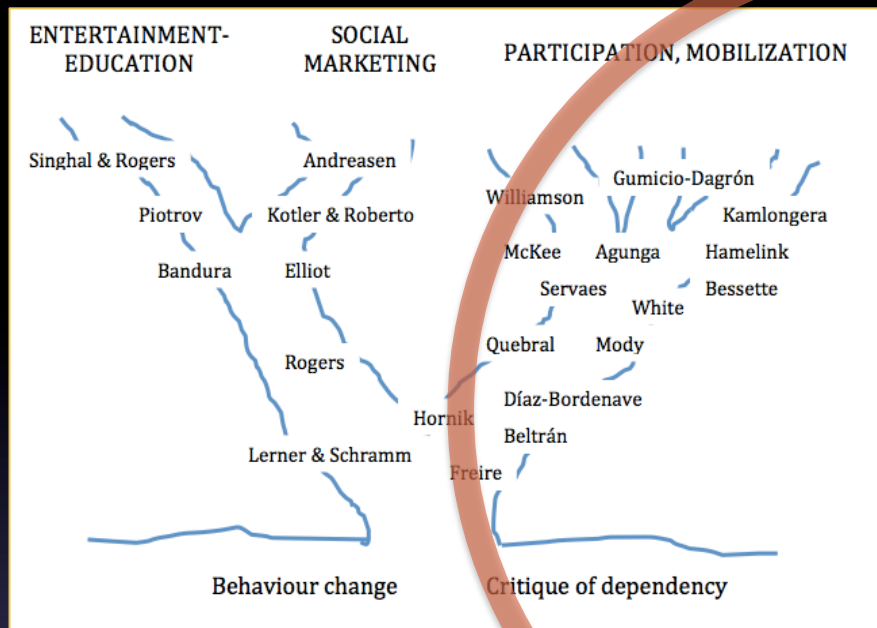 ENTERTAINMENT-
EDUCATION
SOCIAL
MARKETING
PARTICIPATION, MOBILIZATION
Singhal & Rogers
Andreasen
Gumicio-Dagrón
Williamson
Piotrov
Kotler & Roberto
Kamlongera
McKee
Agunga
Hamelink
Bandura
Elliot
Servaes
Bessette
White
Quebral
Mody
Rogers
Díaz-Bordenave
Hornik
Beltrán
Lerner & Schramm
Freire
Behaviour change
Critique of dependency